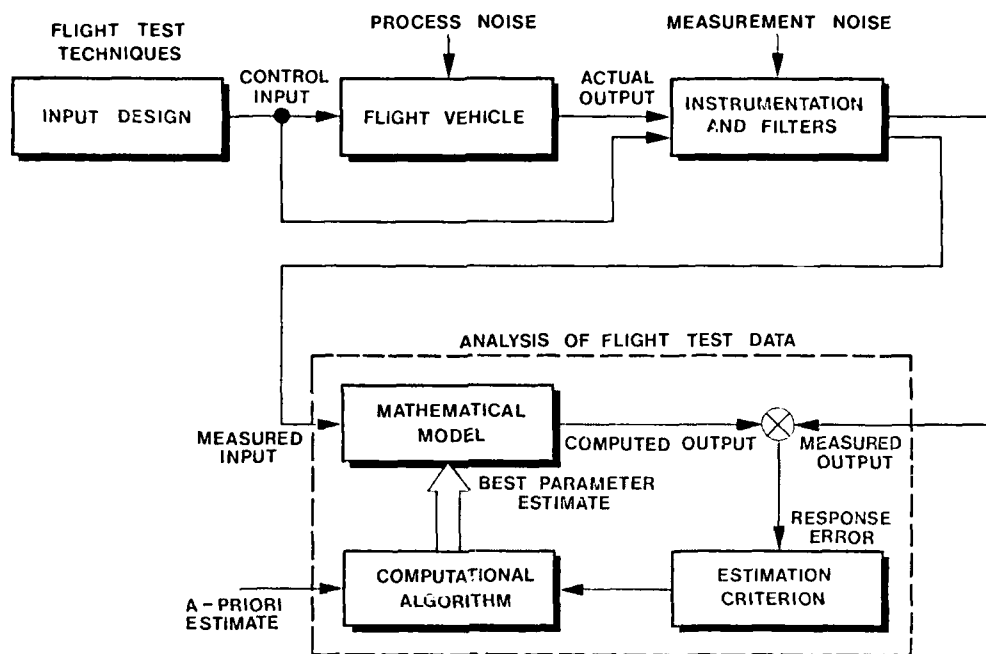 FLIGHT TEST
TECHNIQUES
PROCESS NOISE
MEASUREMENT NOISE
INPUT DESIGN
CONTROL
INPUT
FLIGHT VEHICLE
ACTUAL
OUTPUT
INSTRUMENTATION
AND FILTERS
ANALYSIS OF FLIGHT TEST DATA
MATHEMATICAL
MODEL
MEASURED
INPUT
COMPUTED OUTPUT
MEASURED
OUTPUT
BEST PARAMETER
ESTIMATE
RESPONSE
ERROR
COMPUTATIONAL
ALGORITHM
ESTIMATION
CRITERION
A-PRIORI
ESTIMATE